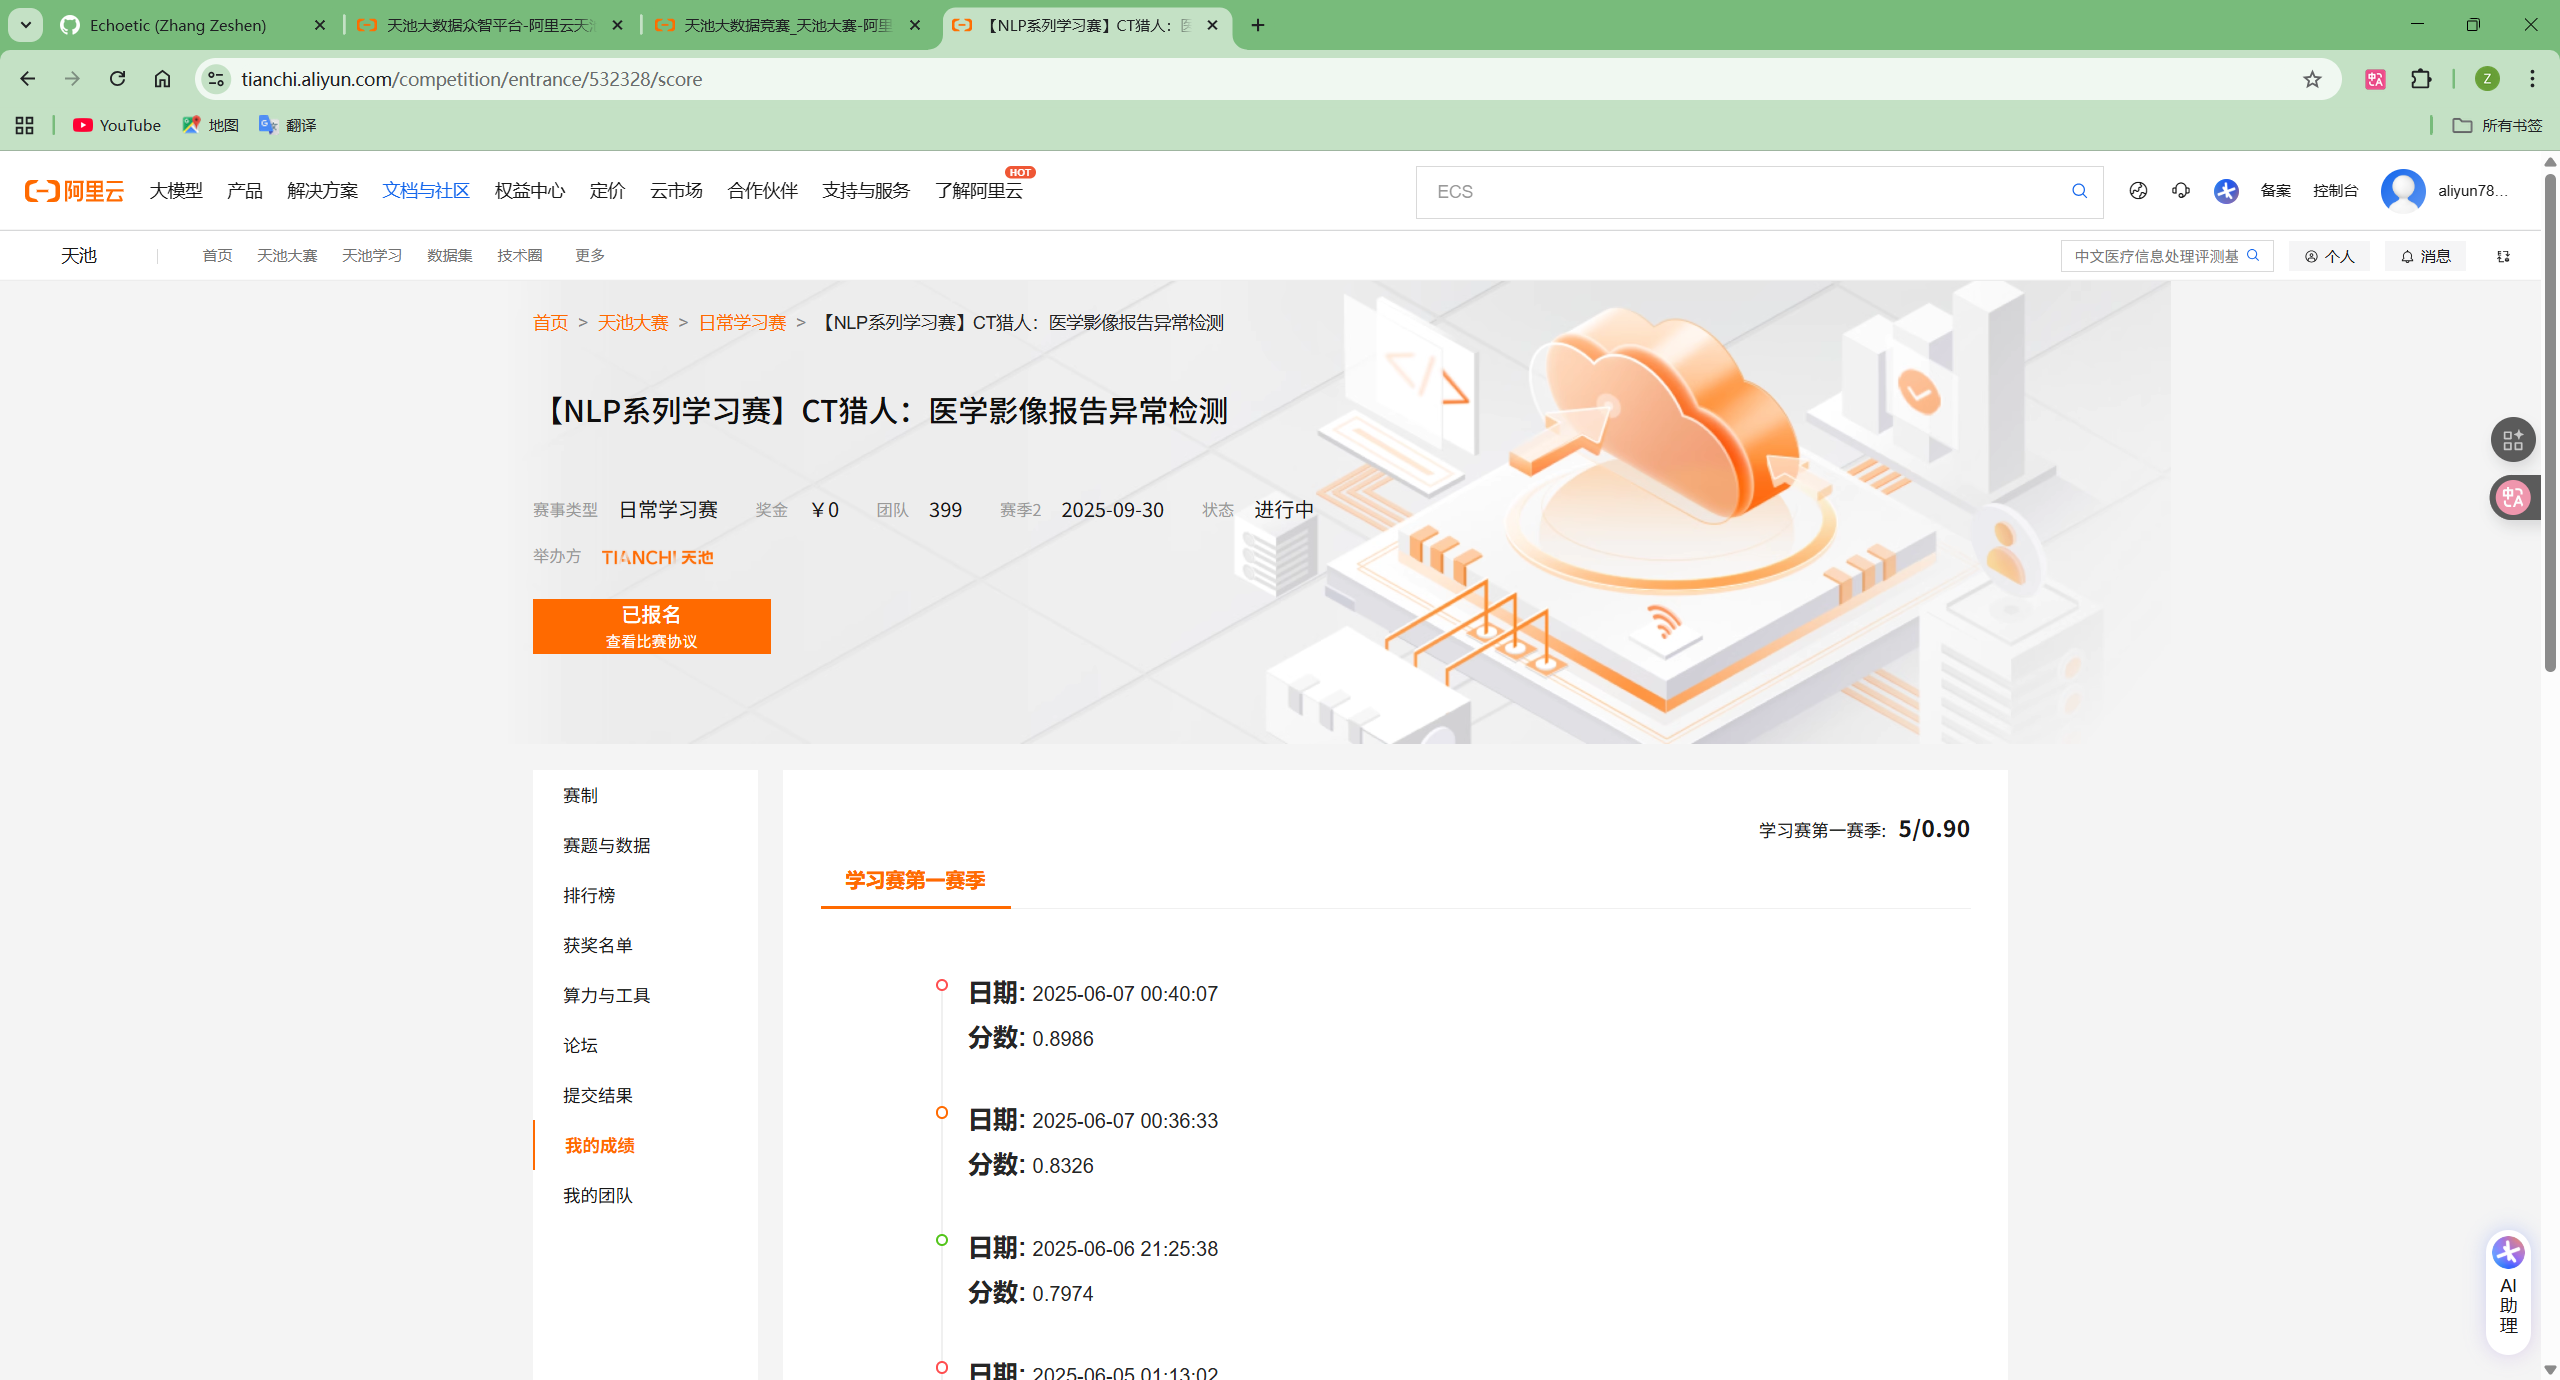 Echoetic (Zhang Zeshen)
天池大数据众智平台-阿里云天
天池大数据竞赛_天池大赛-阿里
【NLP系列学习赛】CT猎人：医
tianchi.aliyun.com/competition/entrance/532328/score
Z
YouTube
地图
翻译
所有书签
阿里云
大模型
产品
解决方案
文档与社区
权益中心
定价
云市场
合作伙伴
支持与服务
了解阿里云
HOT
ECS
备案
控制台
aliyun78...
天池
首页
天池大赛
天池学习
数据集
技术圈
更多
中文医疗信息处理评测基
个人
消息
首页 > 天池大赛 > 日常学习赛 > 【NLP系列学习赛】CT猎人：医学影像报告异常检测
【NLP系列学习赛】CT猎人：医学影像报告异常检测
赛事类型 日常学习赛 奖金 ￥0 团队 399 赛季2 2025-09-30 状态 进行中
举办方 TIANCHI 天池
已报名
查看比赛协议
赛制
赛题与数据
排行榜
获奖名单
算力与工具
论坛
提交结果
我的成绩
我的团队
学习赛第一赛季: 5/0.90
学习赛第一赛季
日期: 2025-06-07 00:40:07
分数: 0.8986
日期: 2025-06-07 00:36:33
分数: 0.8326
日期: 2025-06-06 21:25:38
分数: 0.7974
日期: 2025-06-05 01:13:02
AI
助
理